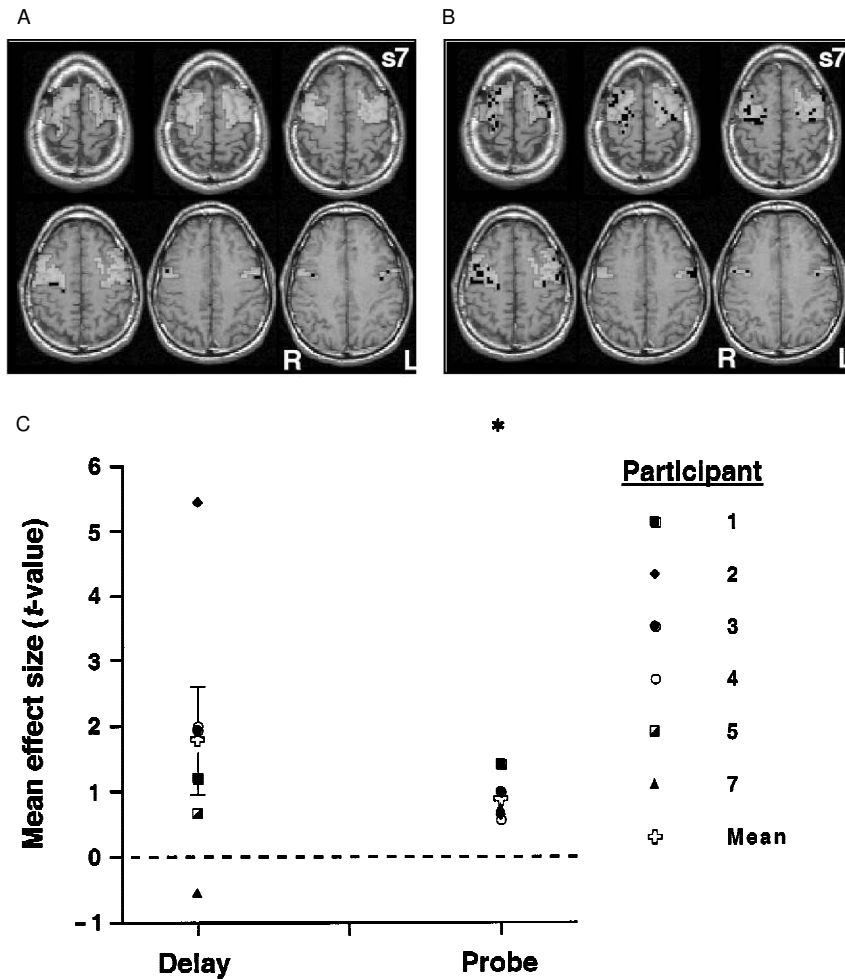 A
B
s7
s7
R
L
R
L
C
*
Mean effect size (t-value)
6
5
4
3
2
1
0
-1
Delay
Probe
Participant
1
2
3
4
5
7
Mean